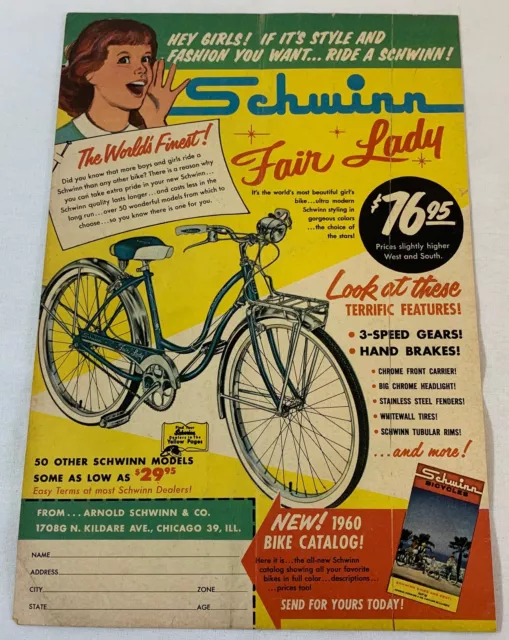 HEY GIRLS! IF IT'S STYLE AND
FASHION YOU WANT... RIDE A SCHWINN!
Schwinn
Fair Lady
The World's Finest!
Did you know that more boys and girls ride a
Schwinn than any other bike? There is a reason why
you can take extra pride in your new Schwinn...
Schwinn quality lasts longer...and costs less in the
long run... over 50 wonderful models from which to
choose...so you know there is one for you.
It's the world's most beautiful girl's
bike...ultra modern
Schwinn styling in
gorgeous colors
...the choice of
the stars!
$76.95
Prices slightly higher
West and South.
Look at these
TERRIFIC FEATURES!
• 3-SPEED GEARS!
• HAND BRAKES!
• CHROME FRONT CARRIER!
• BIG CHROME HEADLIGHT!
• STAINLESS STEEL FENDERS!
• WHITEWALL TIRES!
• SCHWINN TUBULAR RIMS!
...and more!
Find Your
Schwinn
Dealers in the
Yellow Pages
50 OTHER SCHWINN MODELS
SOME AS LOW AS $29.95
Easy Terms at most Schwinn Dealers!
FROM... ARNOLD SCHWINN & CO.
1708G N. KILDARE AVE., CHICAGO 39, ILL.
NAME
ADDRESS
CITY ZONE
STATE AGE
NEW! 1960
BIKE CATALOG!
Here it is...the all-new Schwinn
catalog showing all your favorite
bikes in full color...descriptions...
...prices too!
SEND FOR YOURS TODAY!
Schwinn
BICYCLES